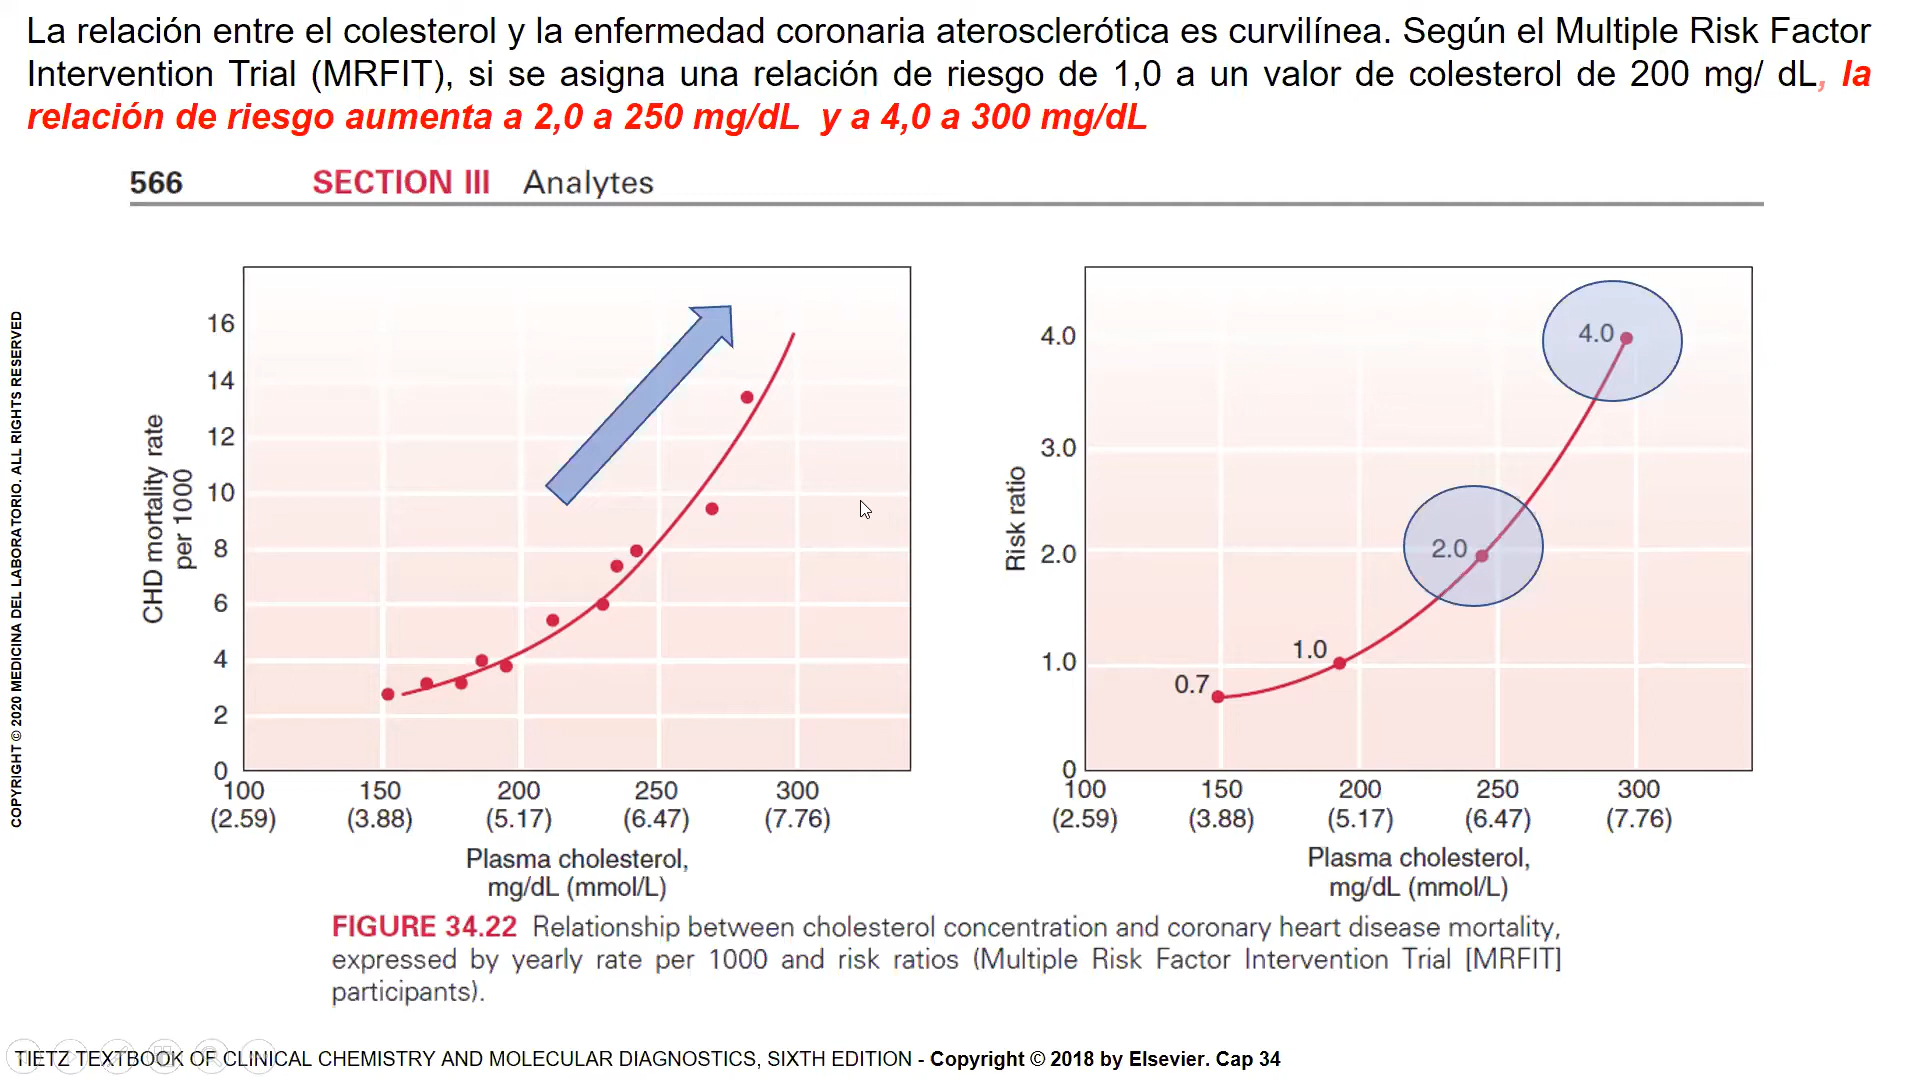 La relación entre el colesterol y la enfermedad coronaria aterosclerótica es curvilínea. Según el Multiple Risk Factor
Intervention Trial (MRFIT), si se asigna una relación de riesgo de 1,0 a un valor de colesterol de 200 mg/ dL, la
relación de riesgo aumenta a 2,0 a 250 mg/dL y a 4,0 a 300 mg/dL
566 SECTION III Analytes
COPYRIGHT © 2020 MEDICINA DEL LABORATORIO. ALL RIGHTS RESERVED
CHD mortality rate
per 1000
16
14
12
10
8
6
4
2
0
100 150 200 250 300
(2.59) (3.88) (5.17) (6.47) (7.76)
Plasma cholesterol,
mg/dL (mmol/L)
Risk ratio
4.0
3.0
2.0
1.0
0
4.0
2.0
1.0
0.7
100 150 200 250 300
(2.59) (3.88) (5.17) (6.47) (7.76)
Plasma cholesterol,
mg/dL (mmol/L)
FIGURE 34.22 Relationship between cholesterol concentration and coronary heart disease mortality,
expressed by yearly rate per 1000 and risk ratios (Multiple Risk Factor Intervention Trial [MRFIT]
participants).
TIETZ TEXTBOOK OF CLINICAL CHEMISTRY AND MOLECULAR DIAGNOSTICS, SIXTH EDITION - Copyright © 2018 by Elsevier. Cap 34